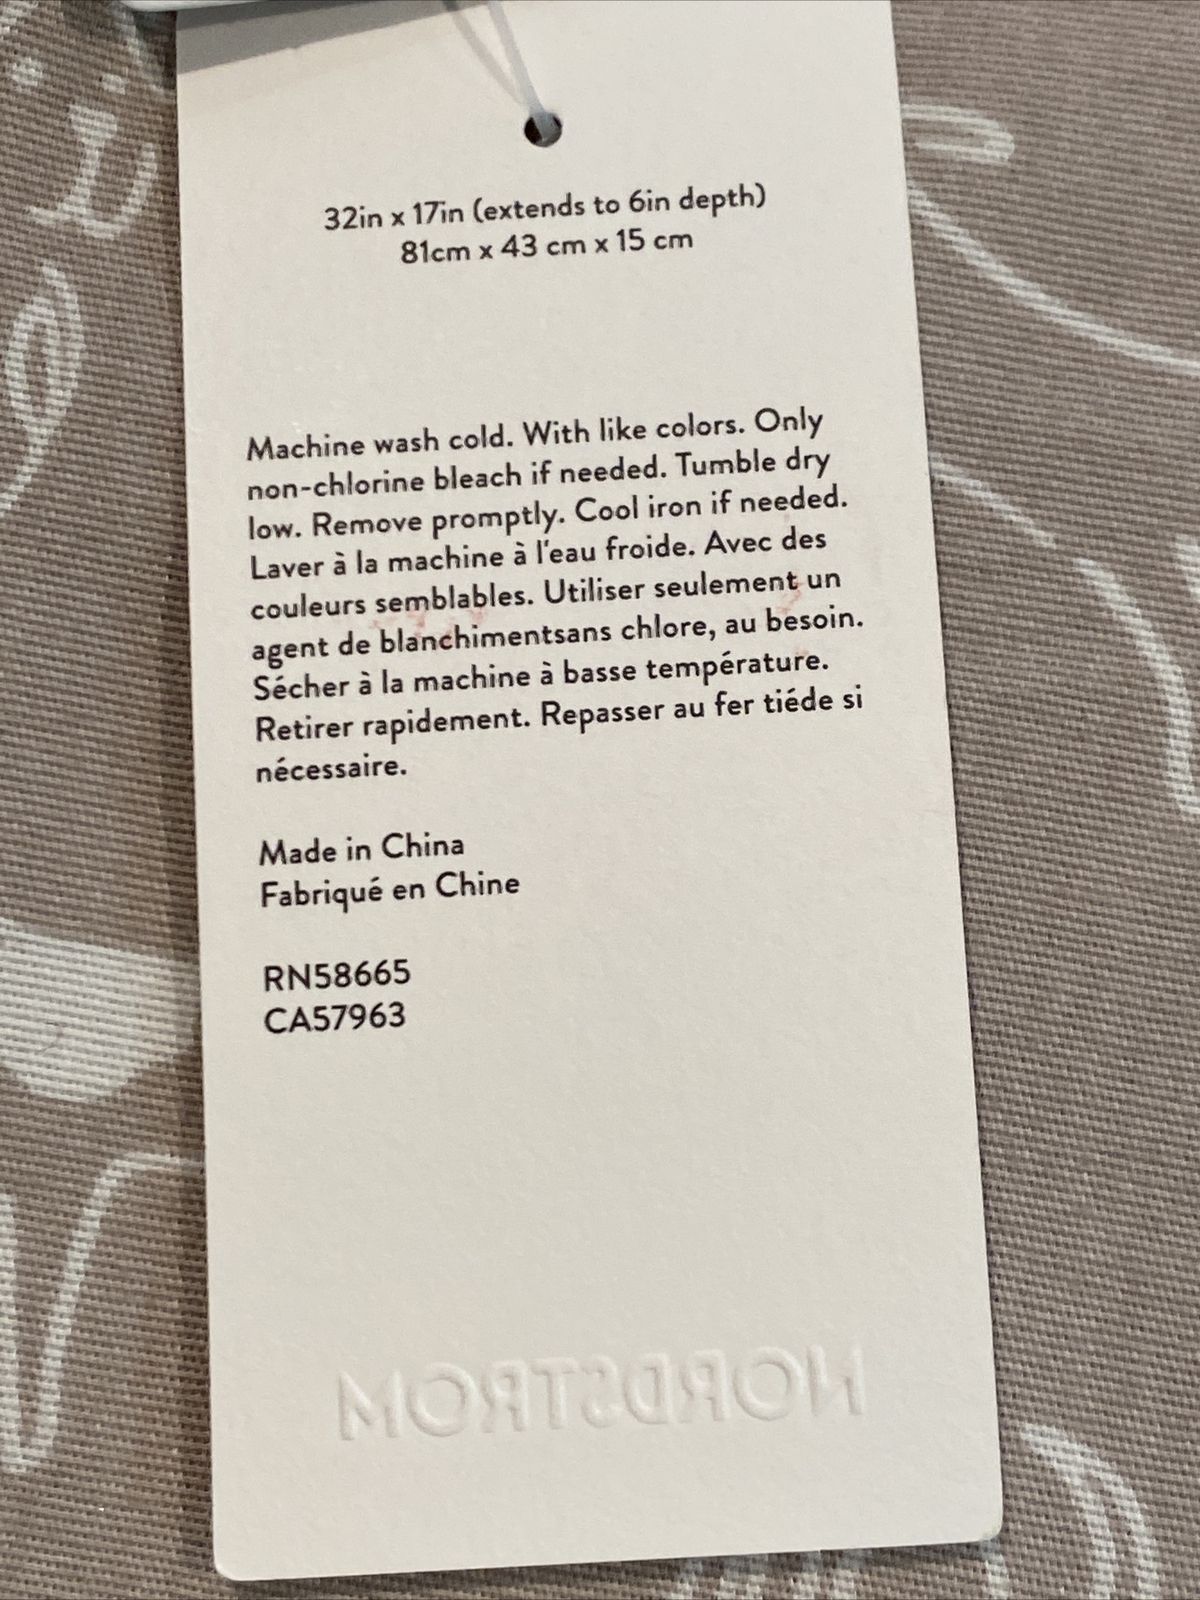 32in x 17in (extends to 6in depth)
81cm x 43 cm x 15 cm
Machine wash cold. With like colors. Only
non-chlorine bleach if needed. Tumble dry
low. Remove promptly. Cool iron if needed.
Laver à la machine à l'eau froide. Avec des
couleurs semblables. Utiliser seulement un
agent de blanchimentsans chlore, au besoin.
Sécher à la machine à basse température.
Retirer rapidement. Repasser au fer tiéde si
nécessaire.
Made in China
Fabriqué en Chine
RN58665
CA57963
NORDSTROM